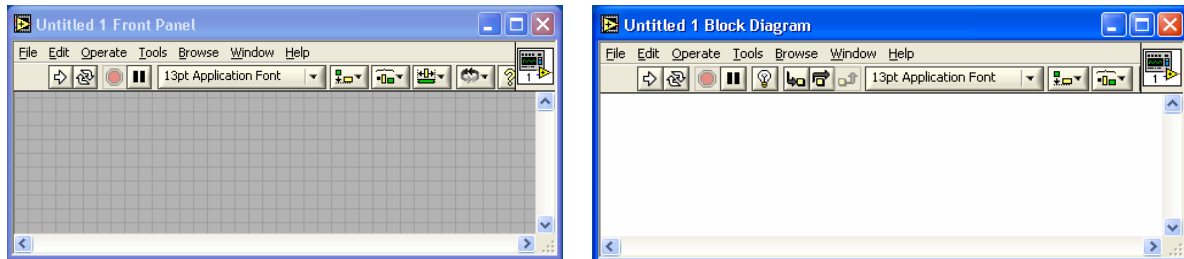 Untitled 1 Front Panel
File Edit Operate Tools Browse Window Help
13pt Application Font
?
1
Untitled 1 Block Diagram
File Edit Operate Tools Browse Window Help
13pt Application Font
1